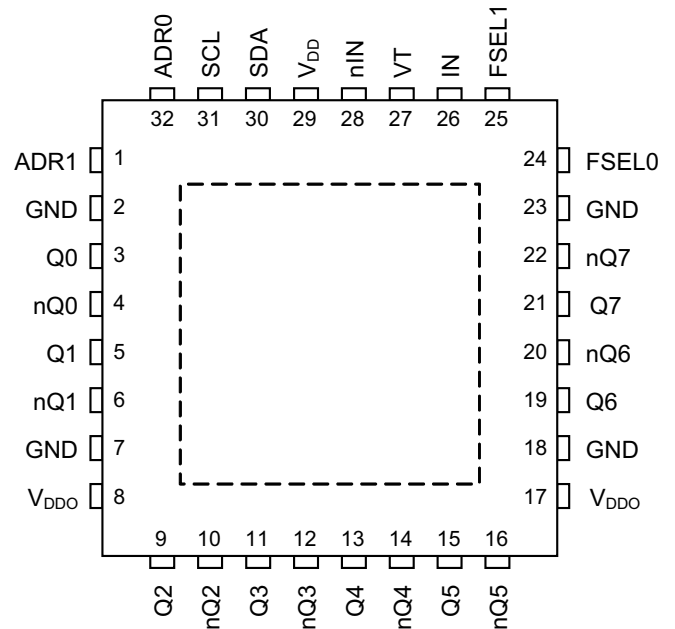 ADR0 SCL SDA VDD nIN VT IN FSEL1
32 31 30 29 28 27 26 25
ADR1 1 24 FSEL0
GND 2 23 GND
Q0 3 22 nQ7
nQ0 4 21 Q7
Q1 5 20 nQ6
nQ1 6 19 Q6
GND 7 18 GND
VDDO 8 17 VDDO
9 10 11 12 13 14 15 16
Q2 nQ2 Q3 nQ3 Q4 nQ4 Q5 nQ5